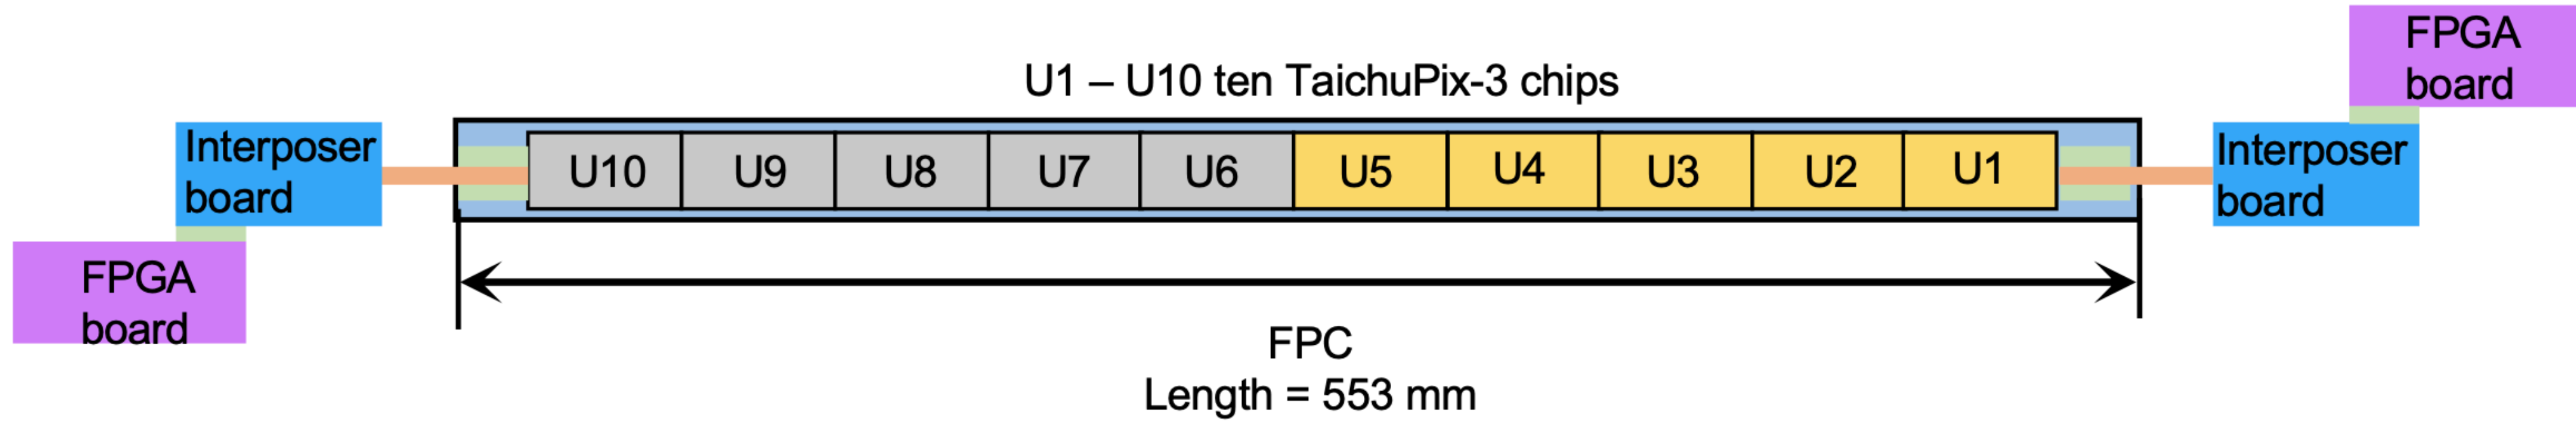 FPGA
board
U1 – U10 ten TaichuPix-3 chips
Interposer
board
U10 U9 U8 U7 U6 U5 U4 U3 U2 U1
Interposer
board
FPGA
board
FPC
Length = 553 mm